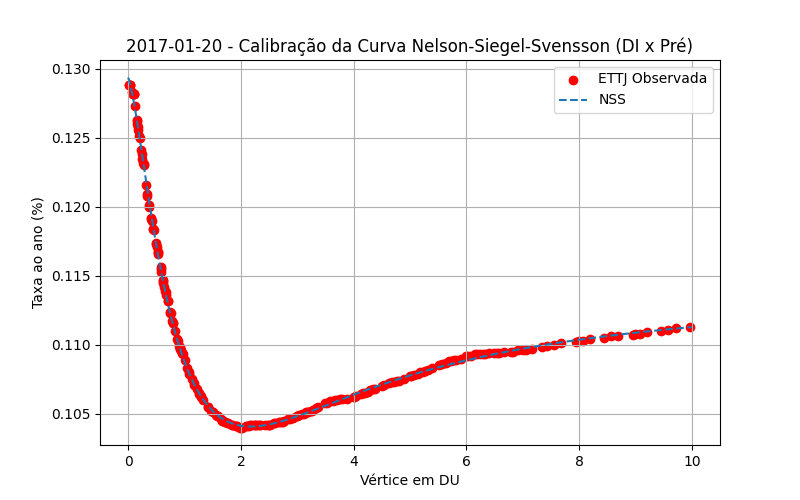 2017-01-20 - Calibração da Curva Nelson-Siegel-Svensson (DI x Pré)
ETTJ Observada
NSS
Taxa ao ano (%)
0.130
0.125
0.120
0.115
0.110
0.105
0 2 4 6 8 10
Vértice em DU